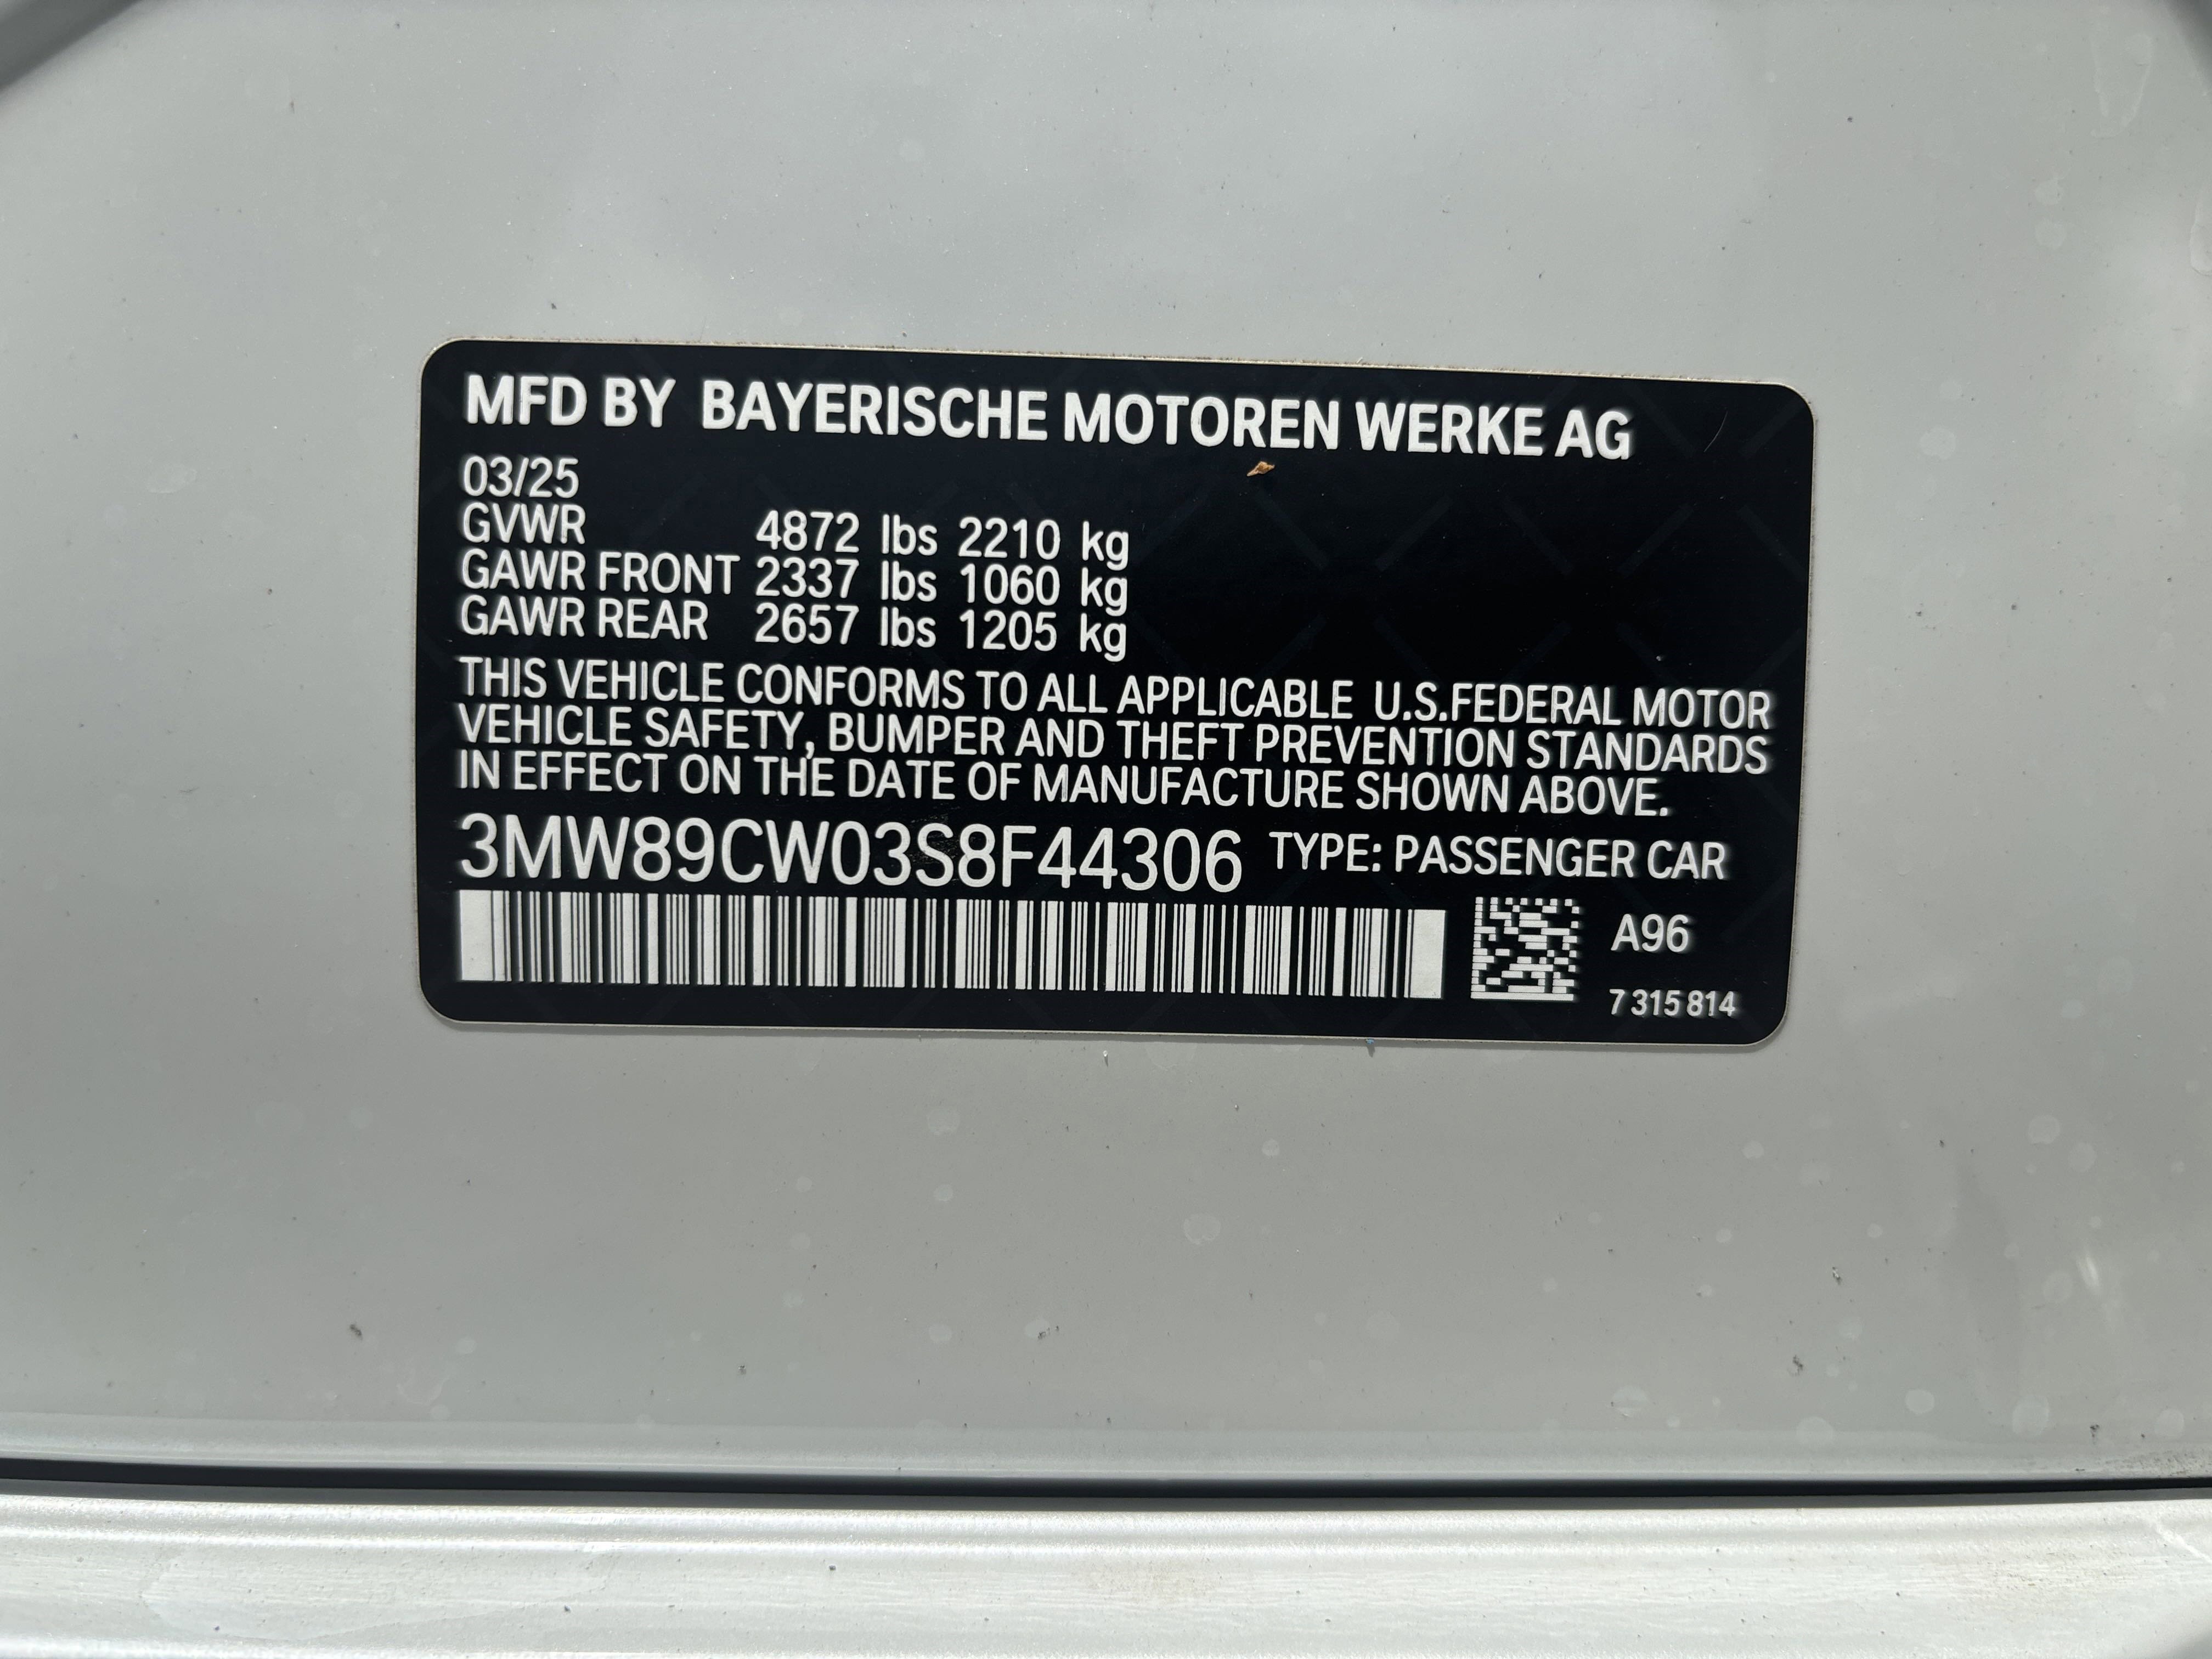 MFD BY BAYERISCHE MOTOREN WERKE AG
03/25
GVWR 4872 lbs 2210 kg
GAWR FRONT 2337 lbs 1060 kg
GAWR REAR 2657 lbs 1205 kg
THIS VEHICLE CONFORMS TO ALL APPLICABLE U.S.FEDERAL MOTOR
VEHICLE SAFETY, BUMPER AND THEFT PREVENTION STANDARDS
IN EFFECT ON THE DATE OF MANUFACTURE SHOWN ABOVE.
3MW89CW03S8F44306 TYPE: PASSENGER CAR
A96
7 315 814